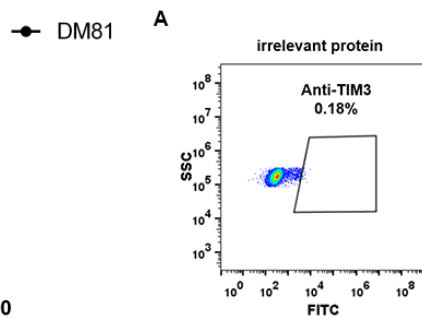 DM81
A
irrelevant protein
Anti-TIM3
0.18%
SSC
10⁸
10⁷
10⁶
10⁵
10⁴
10³
10⁰ 10² 10⁴ 10⁶ 10⁸
FITC
0